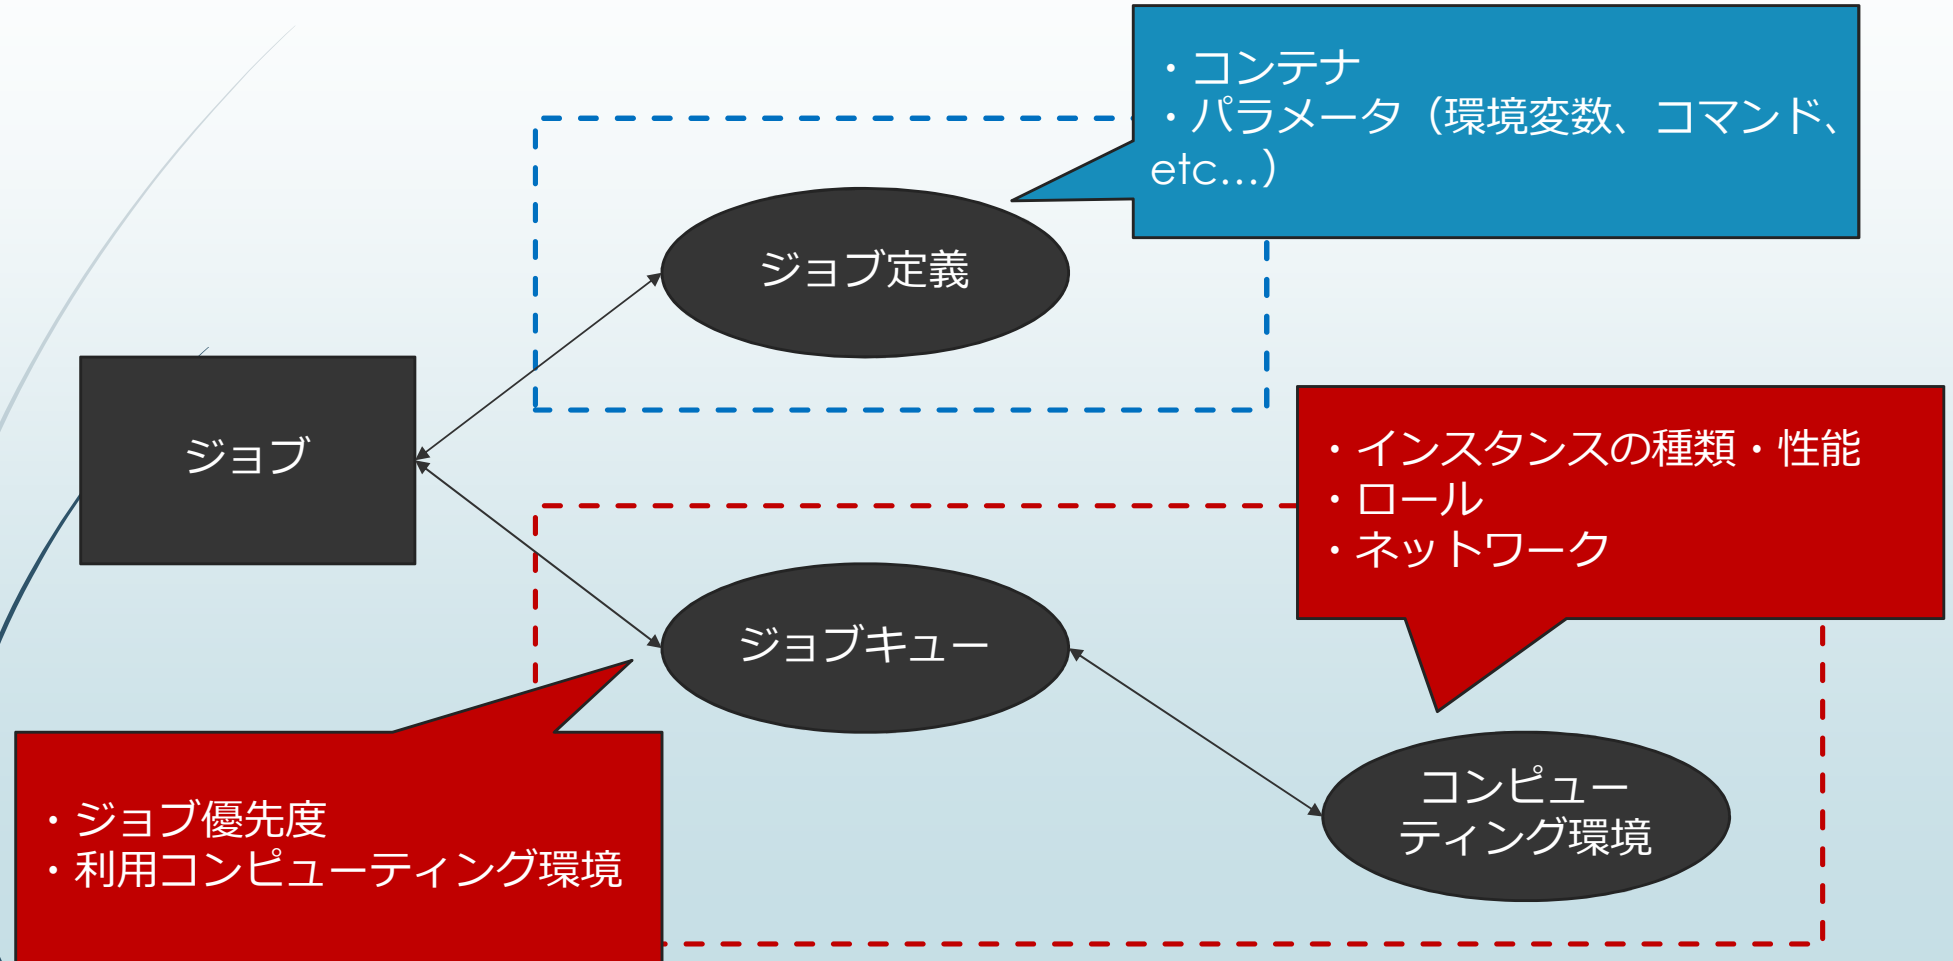 ・コンテナ
・パラメータ（環境変数、コマンド、
etc...）
ジョブ定義
ジョブ
・インスタンスの種類・性能
・ロール
・ネットワーク
ジョブキュー
・ジョブ優先度
・利用コンピューティング環境
コンピュー
ティング環境